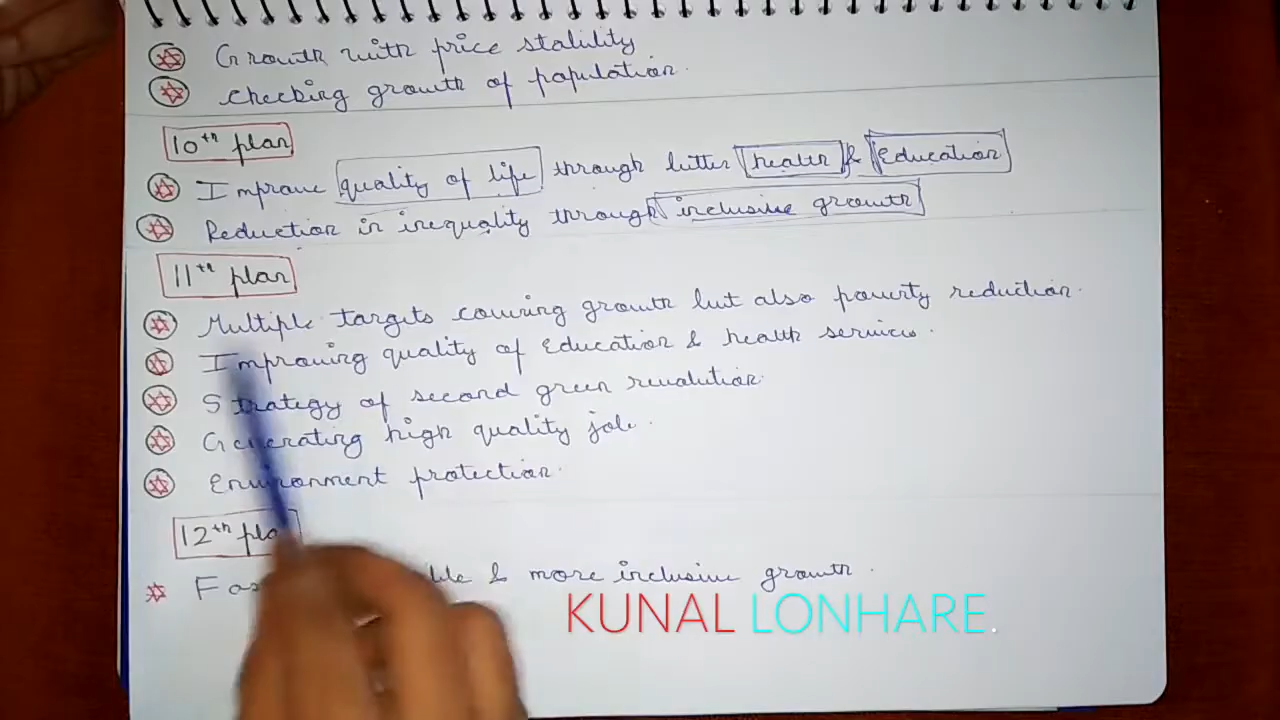 Growth with price stability
Checking growth of population.
10th plan
Improve quality of life through better health & Education
Reduction in inequality through inclusive growth
11th plan
Multiple targets covering growth but also poverty reduction.
Improving quality of Education & health services.
Strategy of second green revolution.
Generating high quality job.
Environment protection.
12th plan
& more inclusive growth.
KUNAL LONHARE.